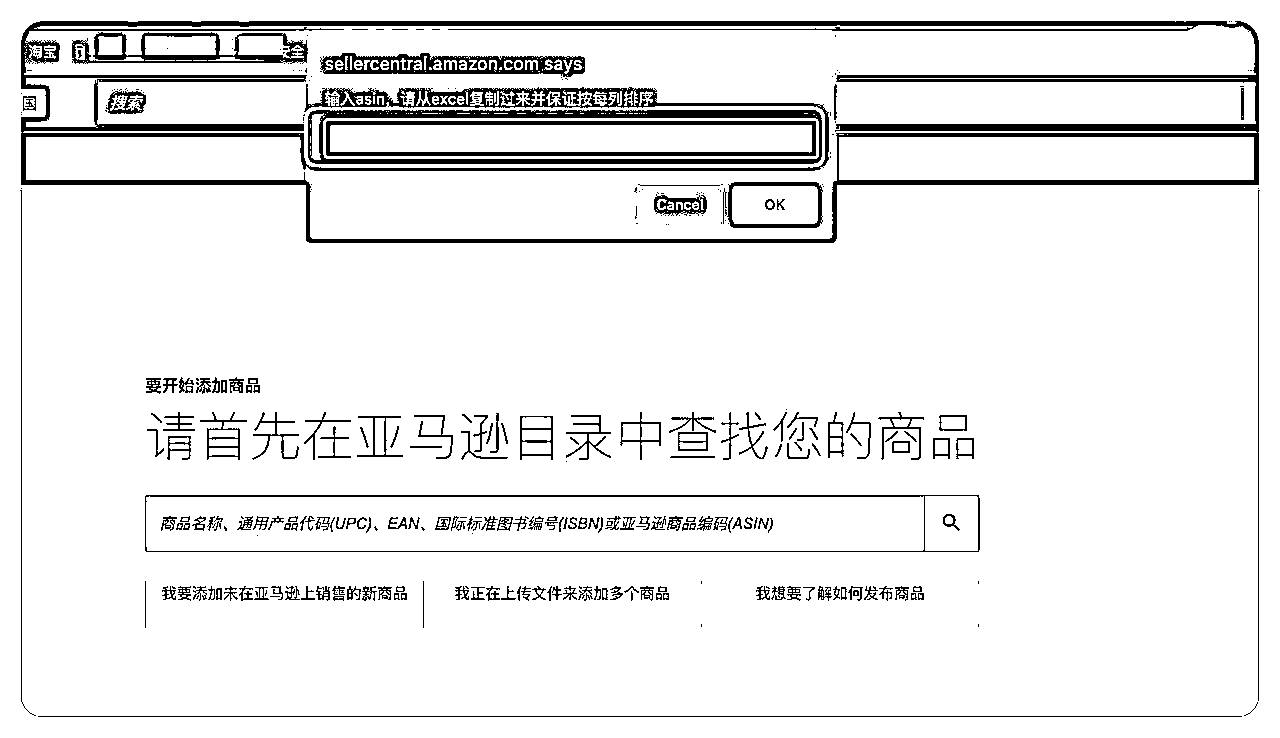 淘宝
sellercentral.amazon.com says
国
搜索
输入asin，请从excel复制过来并保证按每列排序
Cancel
OK
要开始添加商品
请首先在亚马逊目录中查找您的商品
商品名称、通用产品代码(UPC)、EAN、国际标准图书编号(ISBN)或亚马逊商品编码(ASIN)
我要添加未在亚马逊上销售的新商品
我正在上传文件来添加多个商品
我想要了解如何发布商品